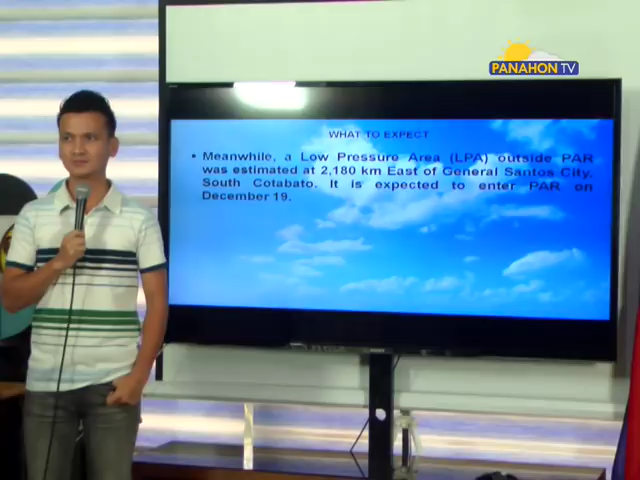 PANAHON TV
WHAT TO EXPECT
• Meanwhile, a Low Pressure Area (LPA) outside PAR
was estimated at 2,180 km East of General Santos City,
South Cotabato. It is expected to enter PAR on
December 19.